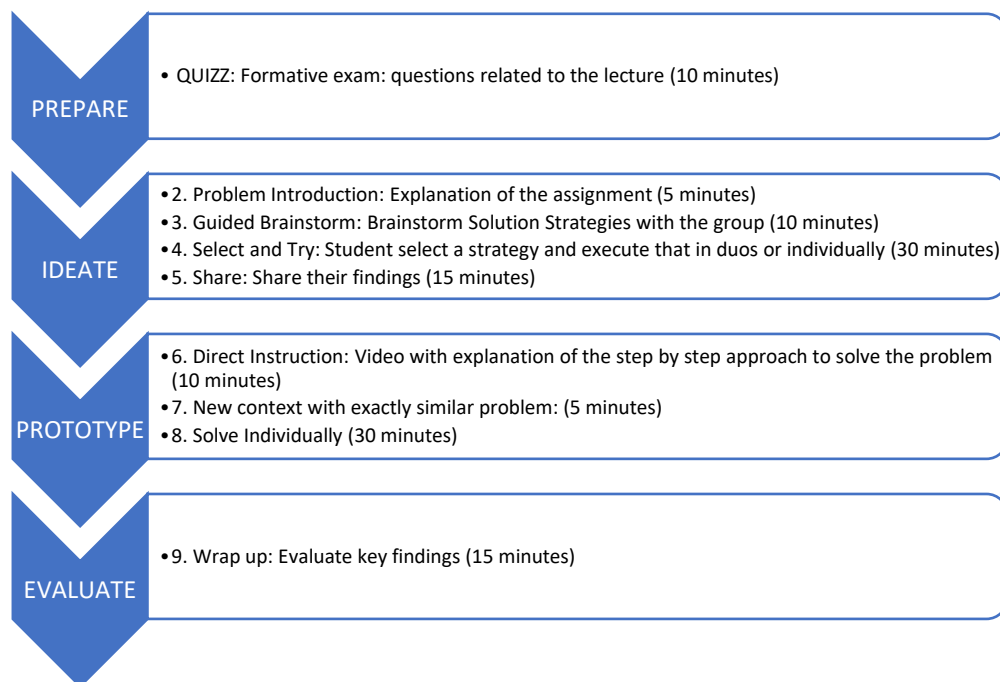 PREPARE
• QUIZZ: Formative exam: questions related to the lecture (10 minutes)
IDEATE
•2. Problem Introduction: Explanation of the assignment (5 minutes)
•3. Guided Brainstorm: Brainstorm Solution Strategies with the group (10 minutes)
•4. Select and Try: Student select a strategy and execute that in duos or individually (30 minutes)
•5. Share: Share their findings (15 minutes)
PROTOTYPE
•6. Direct Instruction: Video with explanation of the step by step approach to solve the problem
(10 minutes)
•7. New context with exactly similar problem: (5 minutes)
•8. Solve Individually (30 minutes)
EVALUATE
•9. Wrap up: Evaluate key findings (15 minutes)